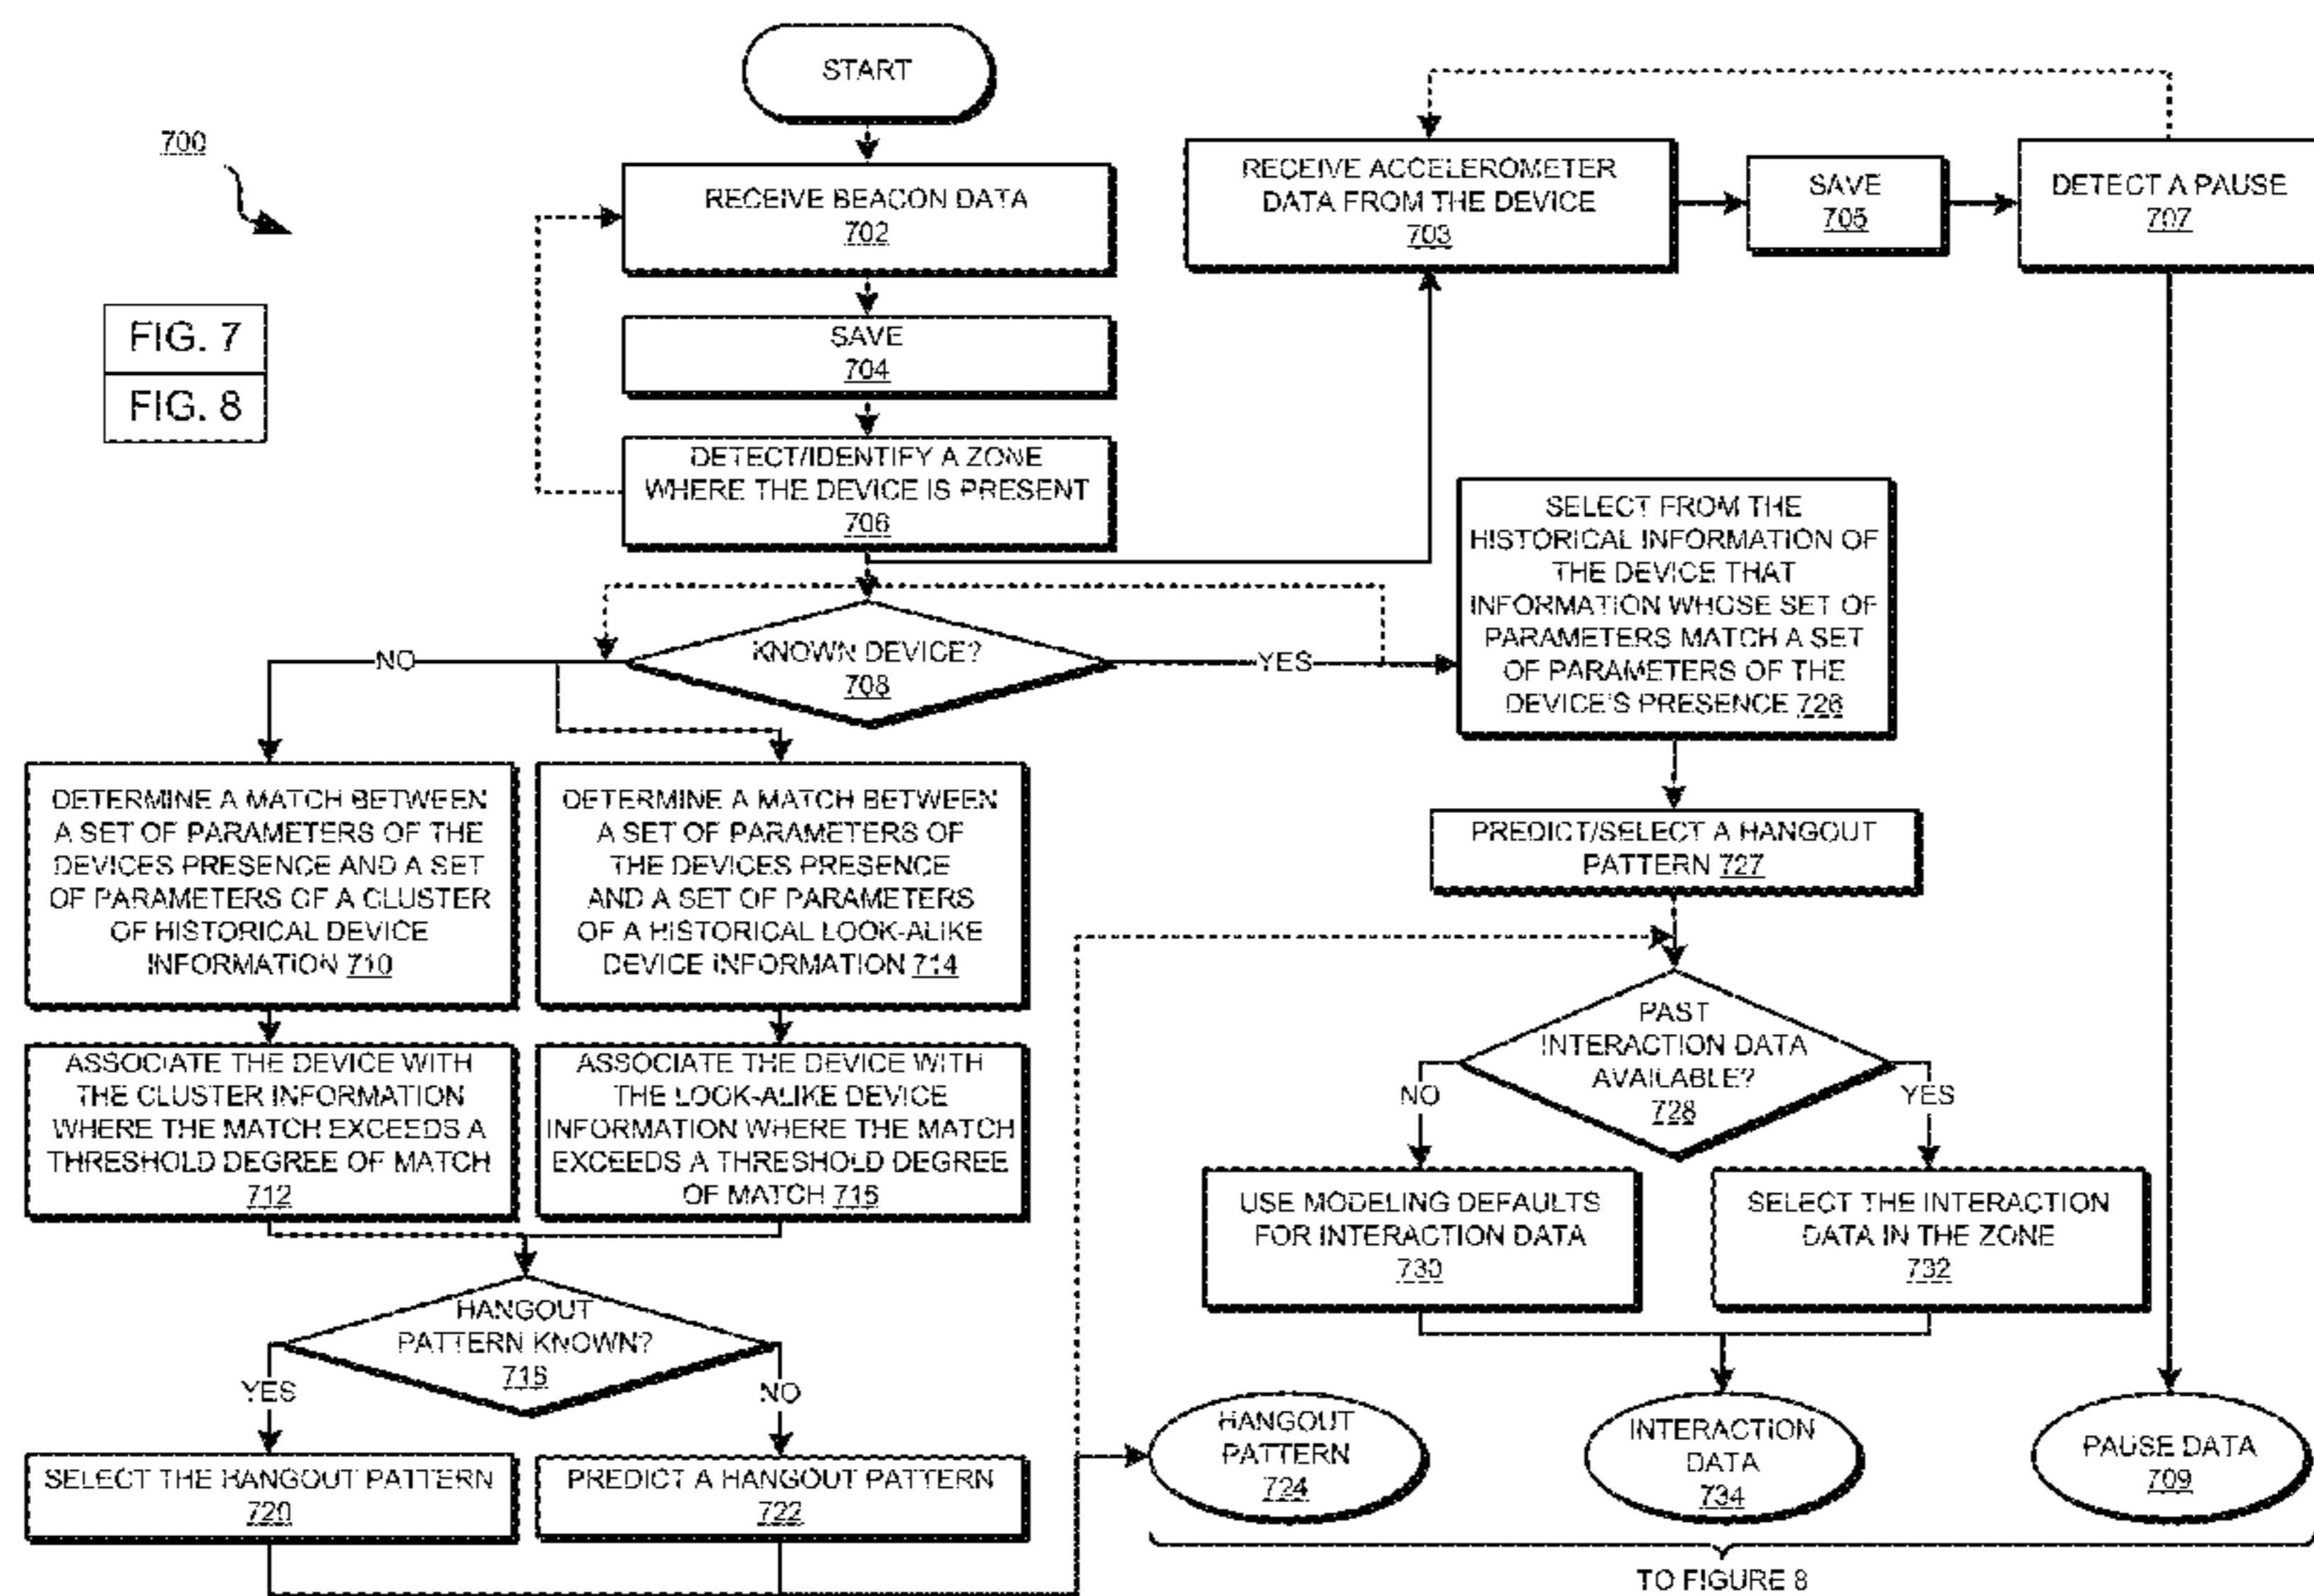 START
700
RECEIVE BEACON DATA
702
RECEIVE ACCELEROMETER
DATA FROM THE DEVICE
703
SAVE
705
DETECT A PAUSE
707
FIG. 7
FIG. 8
SAVE
704
DETECT/IDENTIFY A ZONE
WHERE THE DEVICE IS PRESENT
706
KNOWN DEVICE?
708
NO
YES
SELECT FROM THE
HISTORICAL INFORMATION OF
THE DEVICE THAT
INFORMATION WHOSE SET OF
PARAMETERS MATCH A SET
OF PARAMETERS OF THE
DEVICE'S PRESENCE 726
DETERMINE A MATCH BETWEEN
A SET OF PARAMETERS OF THE
DEVICES PRESENCE AND A SET
OF PARAMETERS OF A CLUSTER
OF HISTORICAL DEVICE
INFORMATION 710
DETERMINE A MATCH BETWEEN
A SET OF PARAMETERS OF
THE DEVICES PRESENCE
AND A SET OF PARAMETERS
OF A HISTORICAL LOOK-ALIKE
DEVICE INFORMATION 714
PREDICT/SELECT A HANGOUT
PATTERN 727
ASSOCIATE THE DEVICE WITH
THE CLUSTER INFORMATION
WHERE THE MATCH EXCEEDS A
THRESHOLD DEGREE OF MATCH
712
ASSOCIATE THE DEVICE WITH
THE LOOK-ALIKE DEVICE
INFORMATION WHERE THE MATCH
EXCEEDS A THRESHOLD DEGREE
OF MATCH 716
PAST
INTERACTION DATA
AVAILABLE?
728
NO
YES
USE MODELING DEFAULTS
FOR INTERACTION DATA
730
SELECT THE INTERACTION
DATA IN THE ZONE
732
HANGOUT
PATTERN KNOWN?
718
YES
NO
SELECT THE HANGOUT PATTERN
720
PREDICT A HANGOUT PATTERN
722
HANGOUT
PATTERN
724
INTERACTION
DATA
734
PAUSE DATA
709
TO FIGURE 8